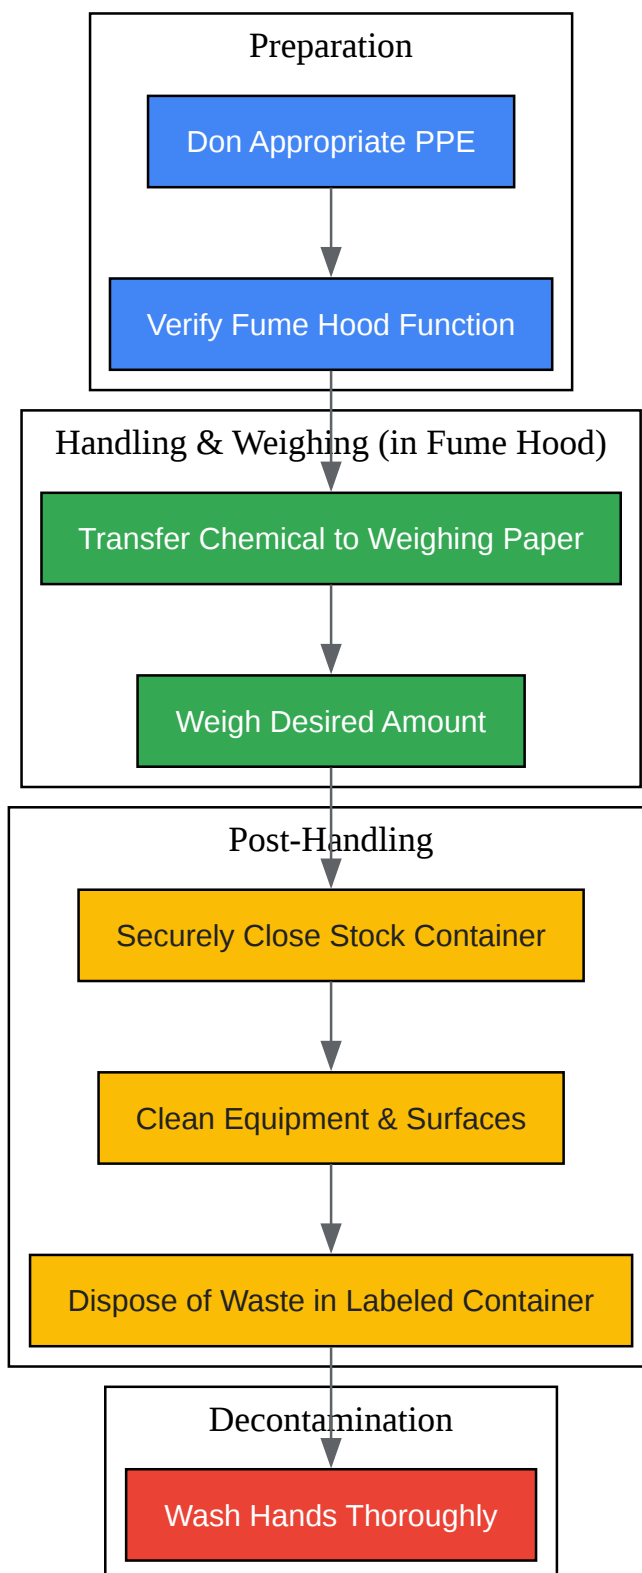 Preparation
Don Appropriate PPE
Verify Fume Hood Function
Handling & Weighing (in Fume Hood)
Transfer Chemical to Weighing Paper
Weigh Desired Amount
Post-Handling
Securely Close Stock Container
Clean Equipment & Surfaces
Dispose of Waste in Labeled Container
Decontamination
Wash Hands Thoroughly